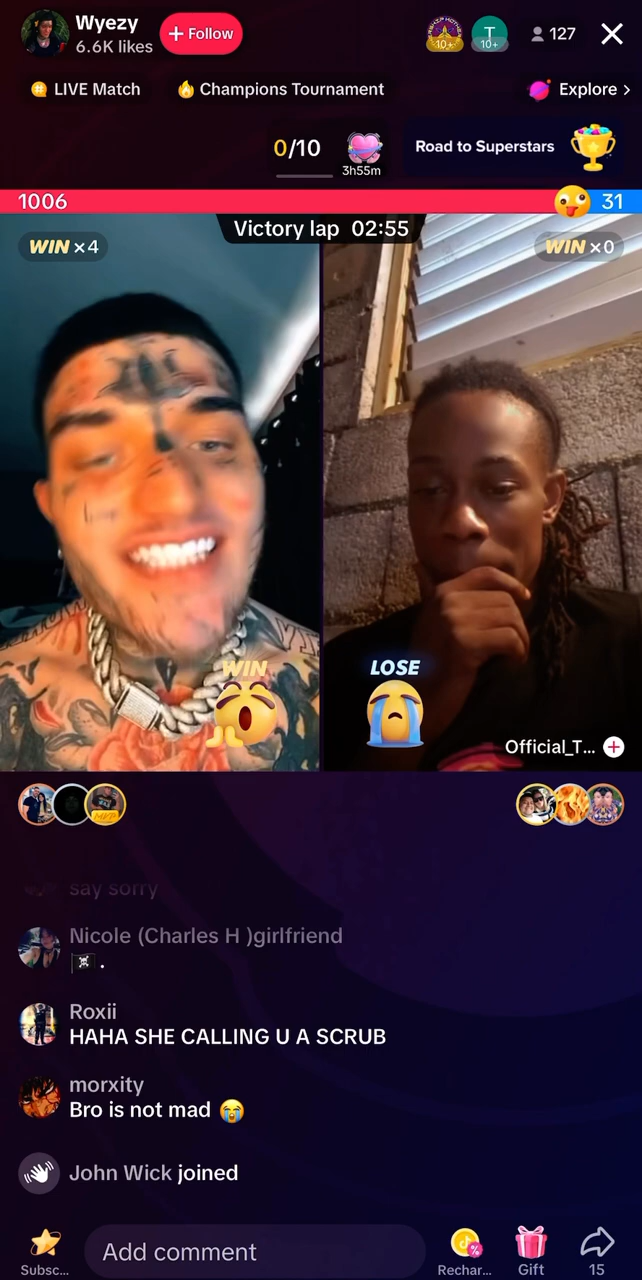 Wyezy
6.6K likes
+ Follow
10+
T
10+
127
LIVE Match
Champions Tournament
Explore >
0/10
3h55m
Road to Superstars
1006
31
Victory lap 02:55
WIN ×4
WIN ×0
WIN
LOSE
Official_T...
say sorry
Nicole (Charles H )girlfriend
.
Roxii
HAHA SHE CALLING U A SCRUB
morxity
Bro is not mad 😭
John Wick joined
Subsc...
Add comment
Rechar...
Gift
15